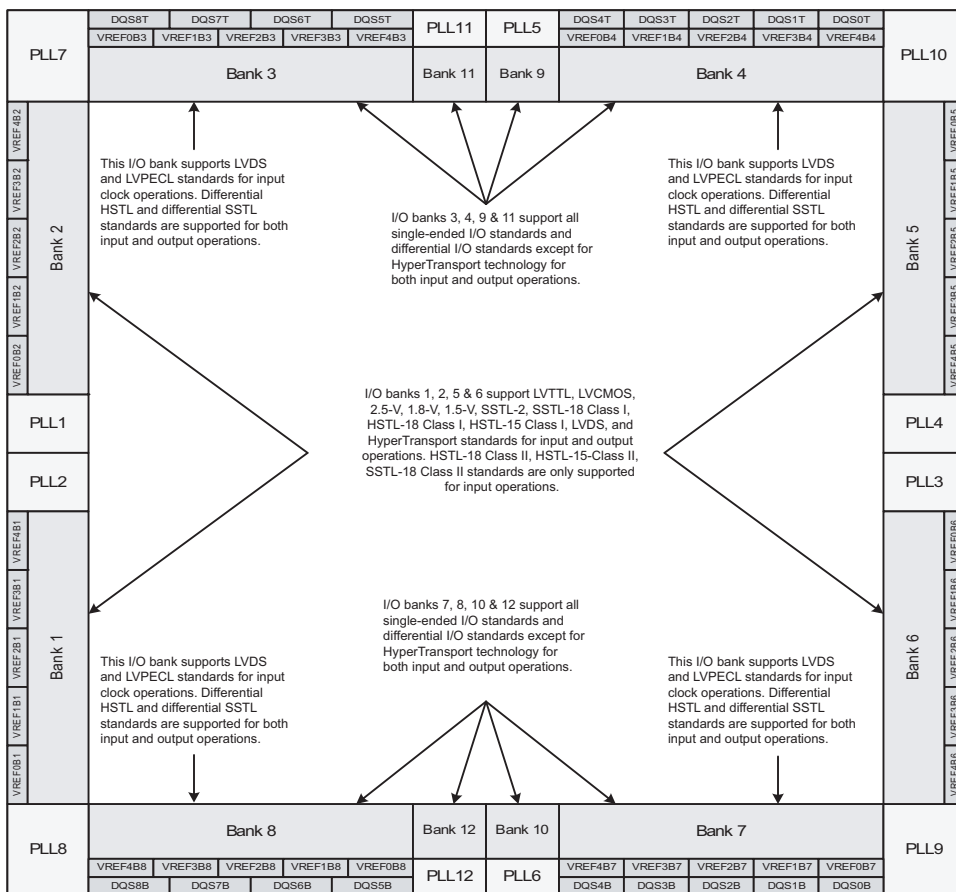 DQS8T DQS7T DQS6T DQS5T
PLL11 PLL5
DQS4T DQS3T DQS2T DQS1T DQS0T
VREF0B3 VREF1B3 VREF2B3 VREF3B3 VREF4B3
VREF0B4 VREF1B4 VREF2B4 VREF3B4 VREF4B4
PLL7
PLL10
Bank 3
Bank 11
Bank 9
Bank 4
VREF4B2
VREF3B2
VREF2B2
VREF1B2
VREF0B2
Bank 2
This I/O bank supports LVDS
and LVPECL standards for input
clock operations. Differential
HSTL and differential SSTL
standards are supported for both
input and output operations.
I/O banks 3, 4, 9 & 11 support all
single-ended I/O standards and
differential I/O standards except for
HyperTransport technology for
both input and output operations.
This I/O bank supports LVDS
and LVPECL standards for input
clock operations. Differential
HSTL and differential SSTL
standards are supported for both
input and output operations.
Bank 5
VREF0B5
VREF1B5
VREF2B5
VREF3B5
VREF4B5
I/O banks 1, 2, 5 & 6 support LVTTL, LVCMOS,
2.5-V, 1.8-V, 1.5-V, SSTL-2, SSTL-18 Class I,
HSTL-18 Class I, HSTL-15 Class I, LVDS, and
HyperTransport standards for input and output
operations. HSTL-18 Class II, HSTL-15-Class II,
SSTL-18 Class II standards are only supported
for input operations.
PLL1
PLL4
PLL2
PLL3
VREF4B1
VREF3B1
VREF2B1
VREF1B1
VREF0B1
Bank 1
I/O banks 7, 8, 10 & 12 support all
single-ended I/O standards and
differential I/O standards except for
HyperTransport technology for
both input and output operations.
This I/O bank supports LVDS
and LVPECL standards for input
clock operations. Differential
HSTL and differential SSTL
standards are supported for both
input and output operations.
This I/O bank supports LVDS
and LVPECL standards for input
clock operations. Differential
HSTL and differential SSTL
standards are supported for both
input and output operations.
Bank 6
VREF0B6
VREF1B6
VREF2B6
VREF3B6
VREF4B6
PLL8
Bank 8
Bank 12
Bank 10
Bank 7
PLL9
VREF4B8 VREF3B8 VREF2B8 VREF1B8 VREF0B8
PLL12 PLL6
VREF4B7 VREF3B7 VREF2B7 VREF1B7 VREF0B7
DQS8B DQS7B DQS6B DQS5B
DQS4B DQS3B DQS2B DQS1B DQS0B